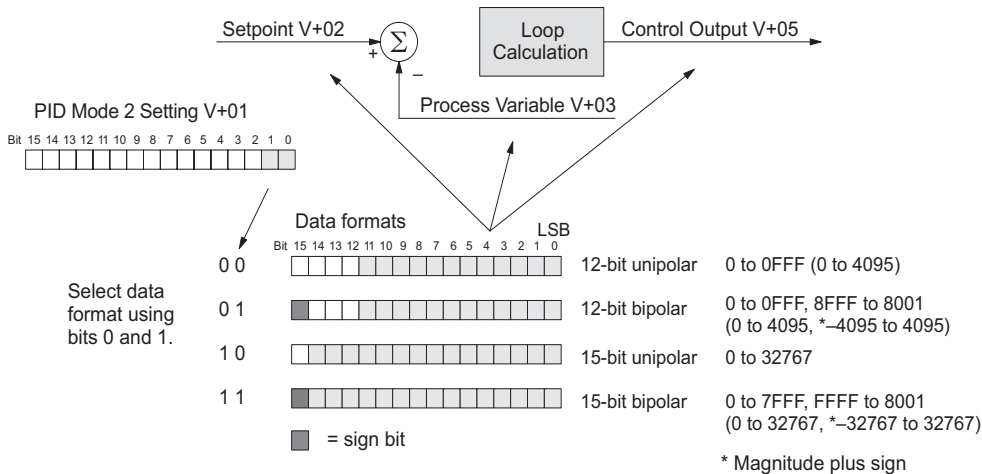 Setpoint V+02
+
Σ
–
Loop
Calculation
Control Output V+05
Process Variable V+03
PID Mode 2 Setting V+01
Bit 15 14 13 12 11 10 9 8 7 6 5 4 3 2 1 0
Data formats
LSB
Bit 15 14 13 12 11 10 9 8 7 6 5 4 3 2 1 0
Select data
format using
bits 0 and 1.
0 0
12-bit unipolar
0 to 0FFF (0 to 4095)
0 1
12-bit bipolar
0 to 0FFF, 8FFF to 8001
(0 to 4095, *–4095 to 4095)
1 0
15-bit unipolar
0 to 32767
1 1
15-bit bipolar
0 to 7FFF, FFFF to 8001
(0 to 32767, *–32767 to 32767)
= sign bit
* Magnitude plus sign